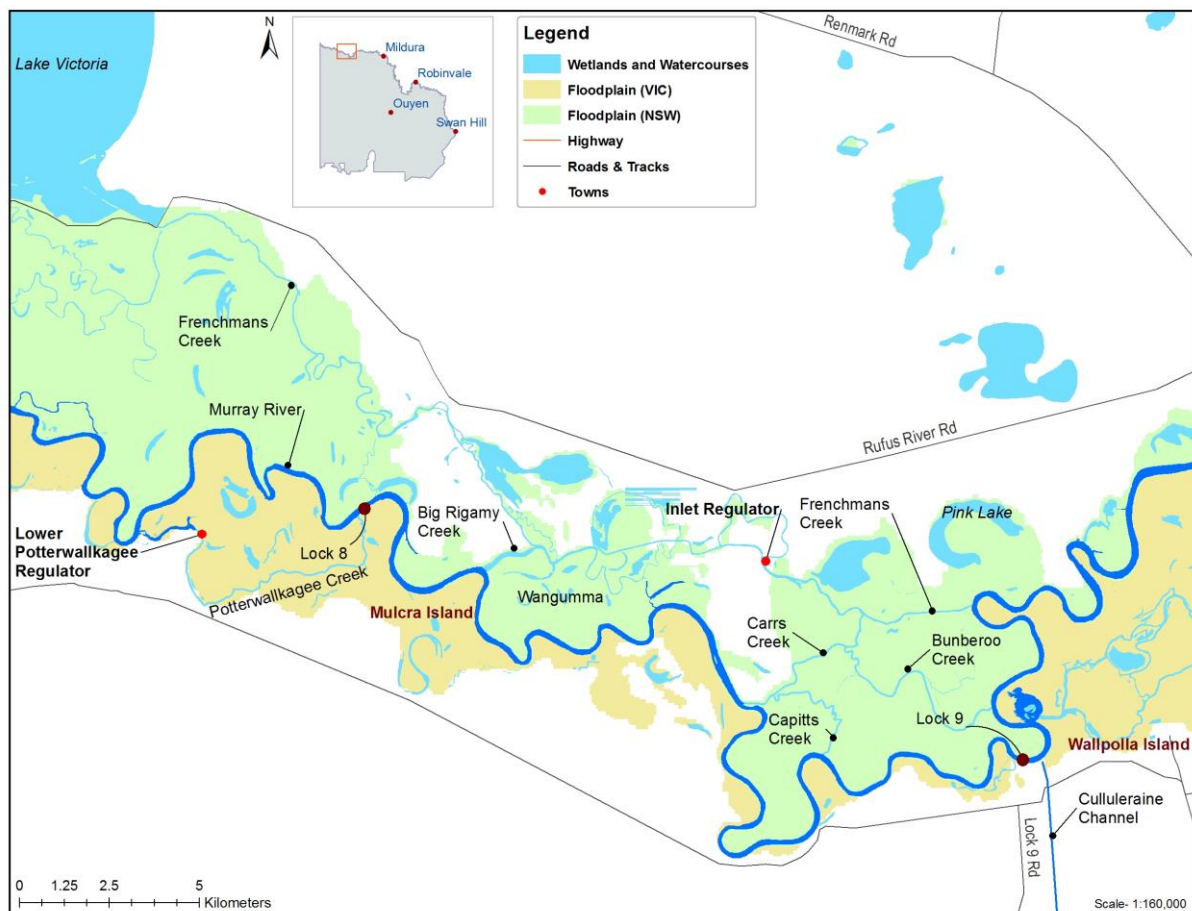 Lake Victoria
N
Mildura
Robinvale
Ouyen
Swan Hill
Legend
Wetlands and Watercourses
Floodplain (VIC)
Floodplain (NSW)
Highway
Roads & Tracks
Towns
Renmark Rd
Frenchmans
Creek
Murray River
Rufus River Rd
Lower
Potterwallkagee
Regulator
Lock 8
Big Rigamy
Creek
Inlet Regulator
Frenchmans
Creek
Pink Lake
Potterwallkagee Creek
Mulcra Island
Wangumma
Carrs
Creek
Bunberoo
Creek
Capitts
Creek
Lock 9
Wallpolla Island
Lock 9 Rd
Cullulleraine
Channel
0 1.25 2.5 5
Kilometers
Scale- 1:160,000